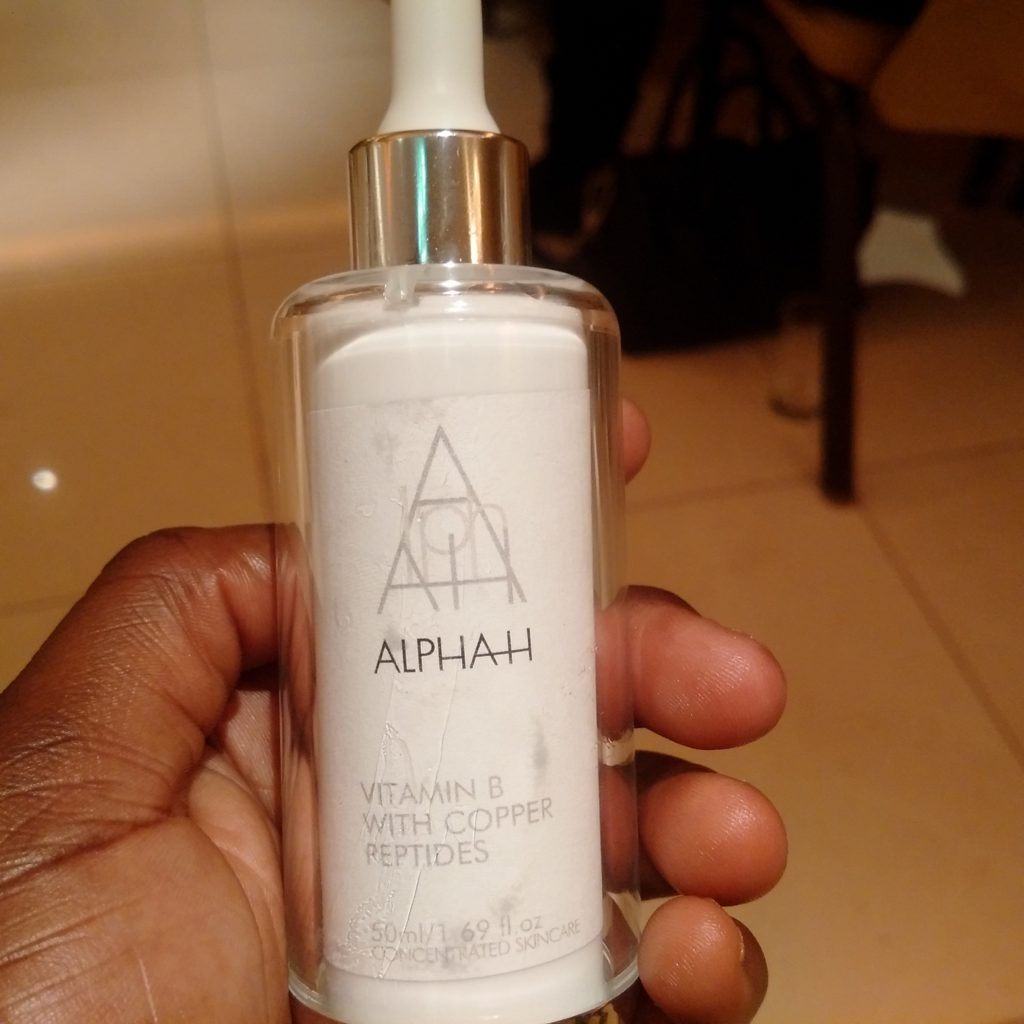 ALPHA-H
VITAMIN B
WITH COPPER
PEPTIDES
50ml/1.69 fl.oz
CONCENTRATED SKINCARE